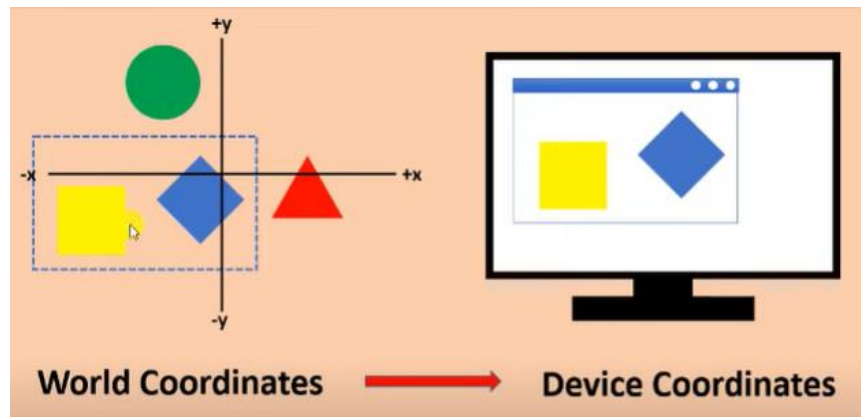 +y
-x
+x
-y
World Coordinates
Device Coordinates